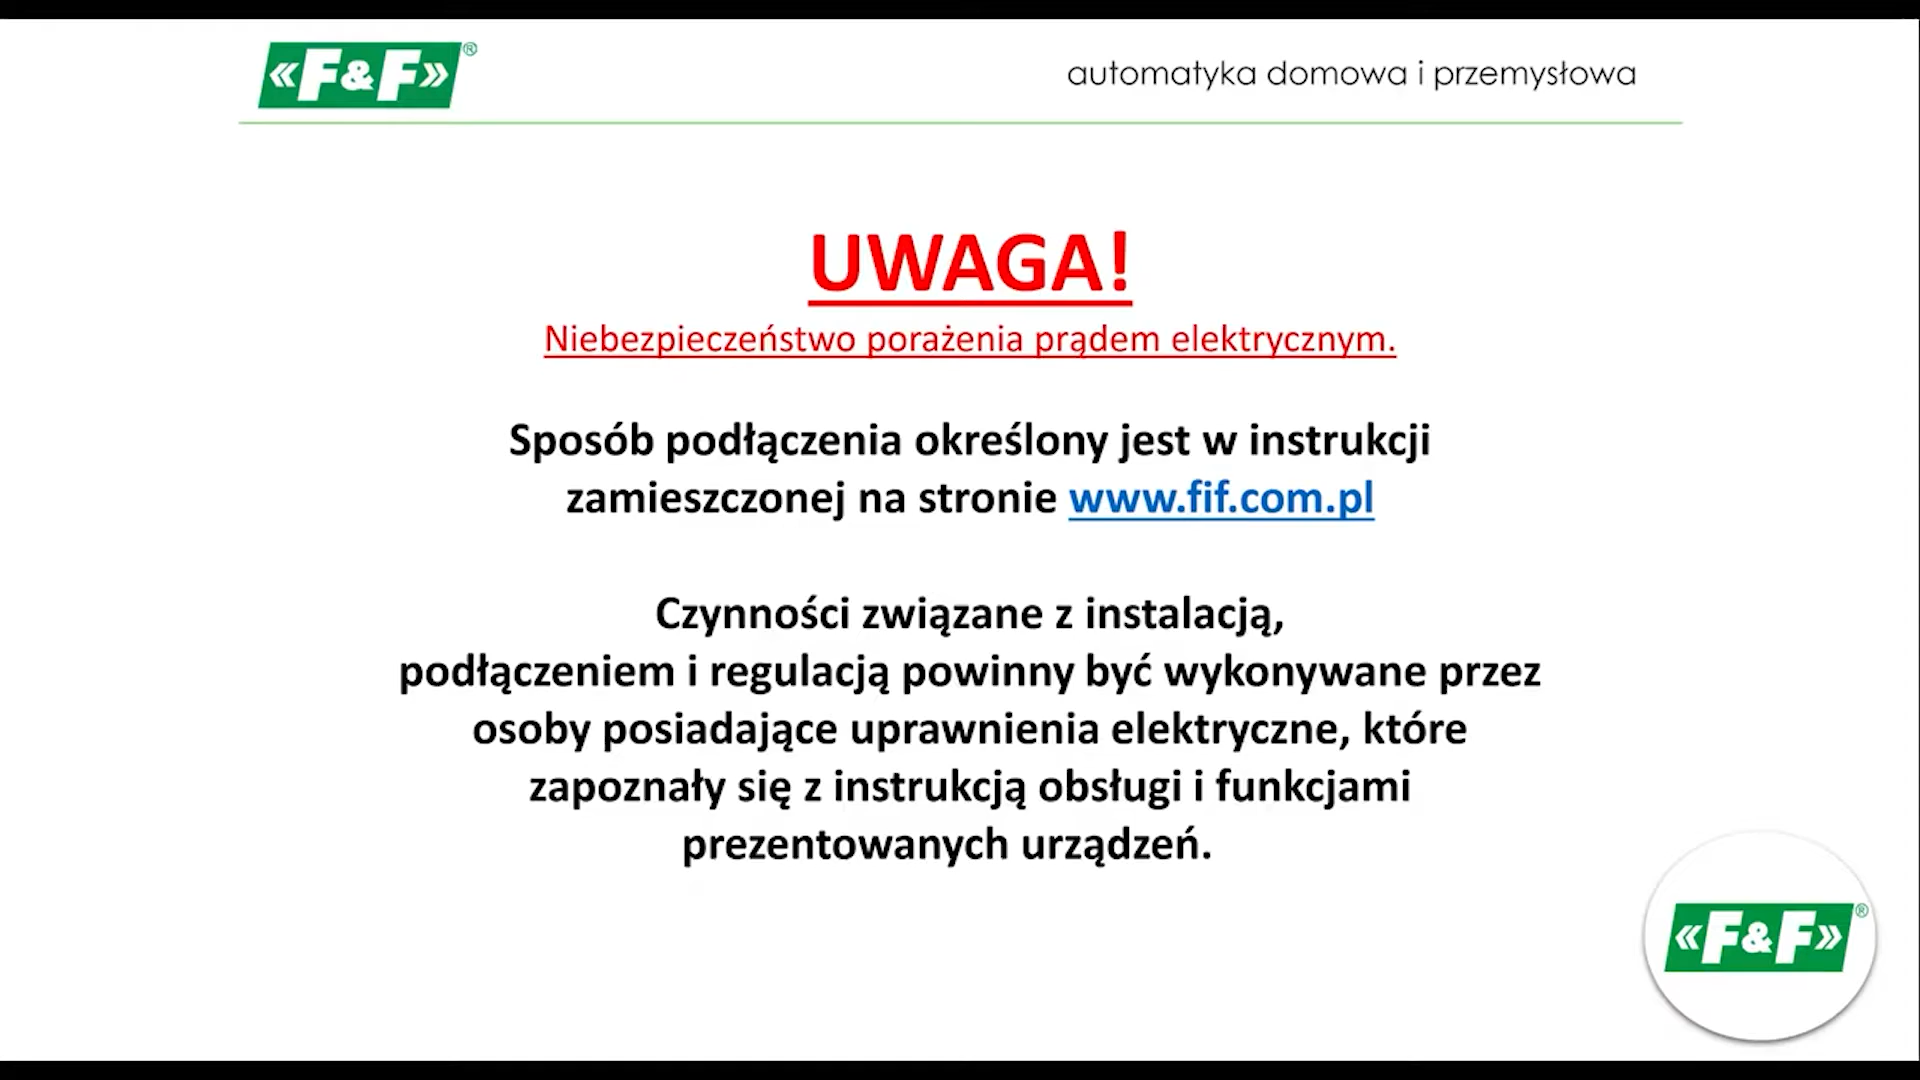 «F&F»®
automatyka domowa i przemysłowa
UWAGA!
Niebezpieczeństwo porażenia prądem elektrycznym.
Sposób podłączenia określony jest w instrukcji
zamieszczonej na stronie www.fif.com.pl
Czynności związane z instalacją,
podłączeniem i regulacją powinny być wykonywane przez
osoby posiadające uprawnienia elektryczne, które
zapoznały się z instrukcją obsługi i funkcjami
prezentowanych urządzeń.
«F&F»®